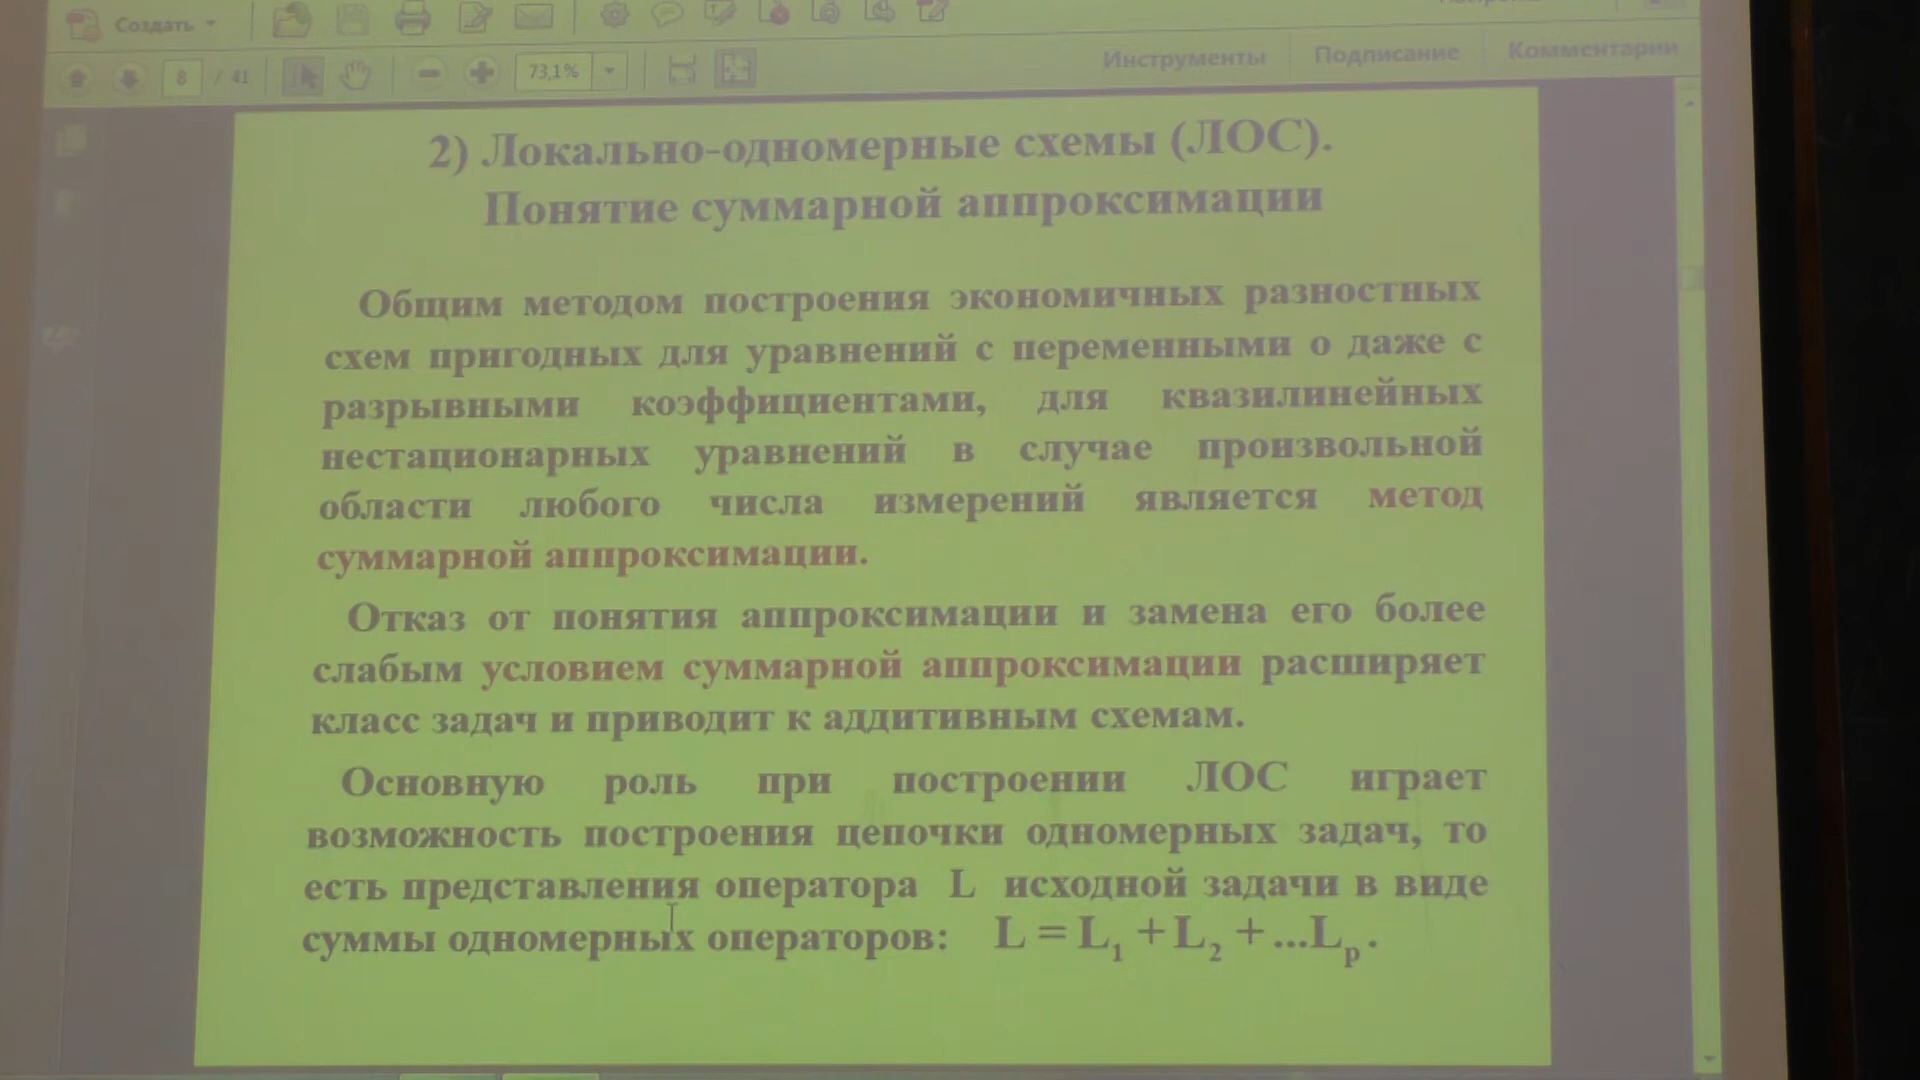 Создать
8 / 41
73,1%
Инструменты
Подписание
Комментарии
2) Локально-одномерные схемы (ЛОС).
Понятие суммарной аппроксимации
Общим методом построения экономичных разностных
схем пригодных для уравнений с переменными о даже с
разрывными коэффициентами, для квазилинейных
нестационарных уравнений в случае произвольной
области любого числа измерений является метод
суммарной аппроксимации.
Отказ от понятия аппроксимации и замена его более
слабым условием суммарной аппроксимации расширяет
класс задач и приводит к аддитивным схемам.
Основную роль при построении ЛОС играет
возможность построения цепочки одномерных задач, то
есть представления оператора L исходной задачи в виде
суммы одномерных операторов: L = L₁ + L₂ + ...Lₚ.